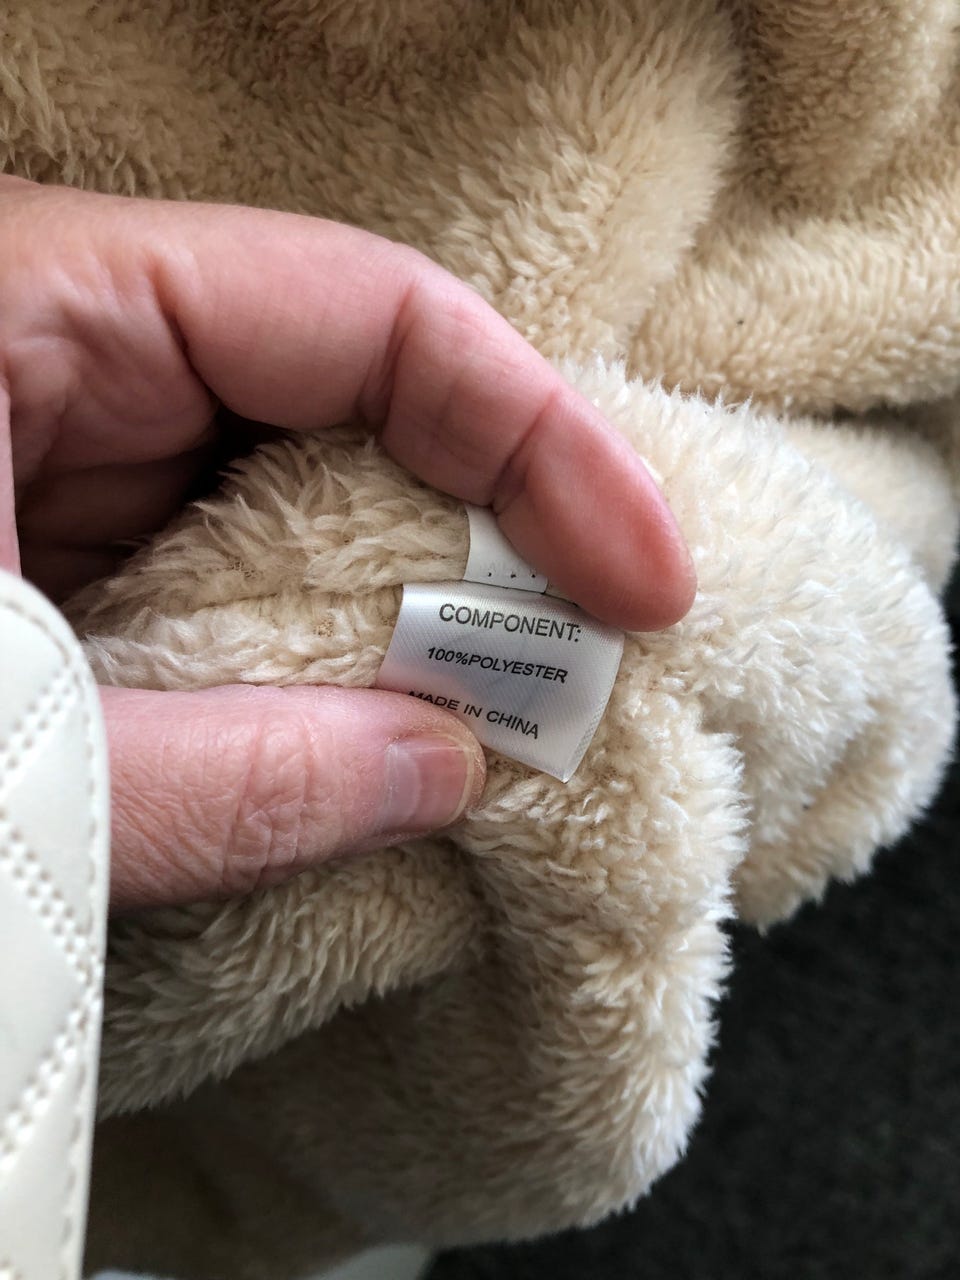 COMPONENT:
100%POLYESTER
MADE IN CHINA